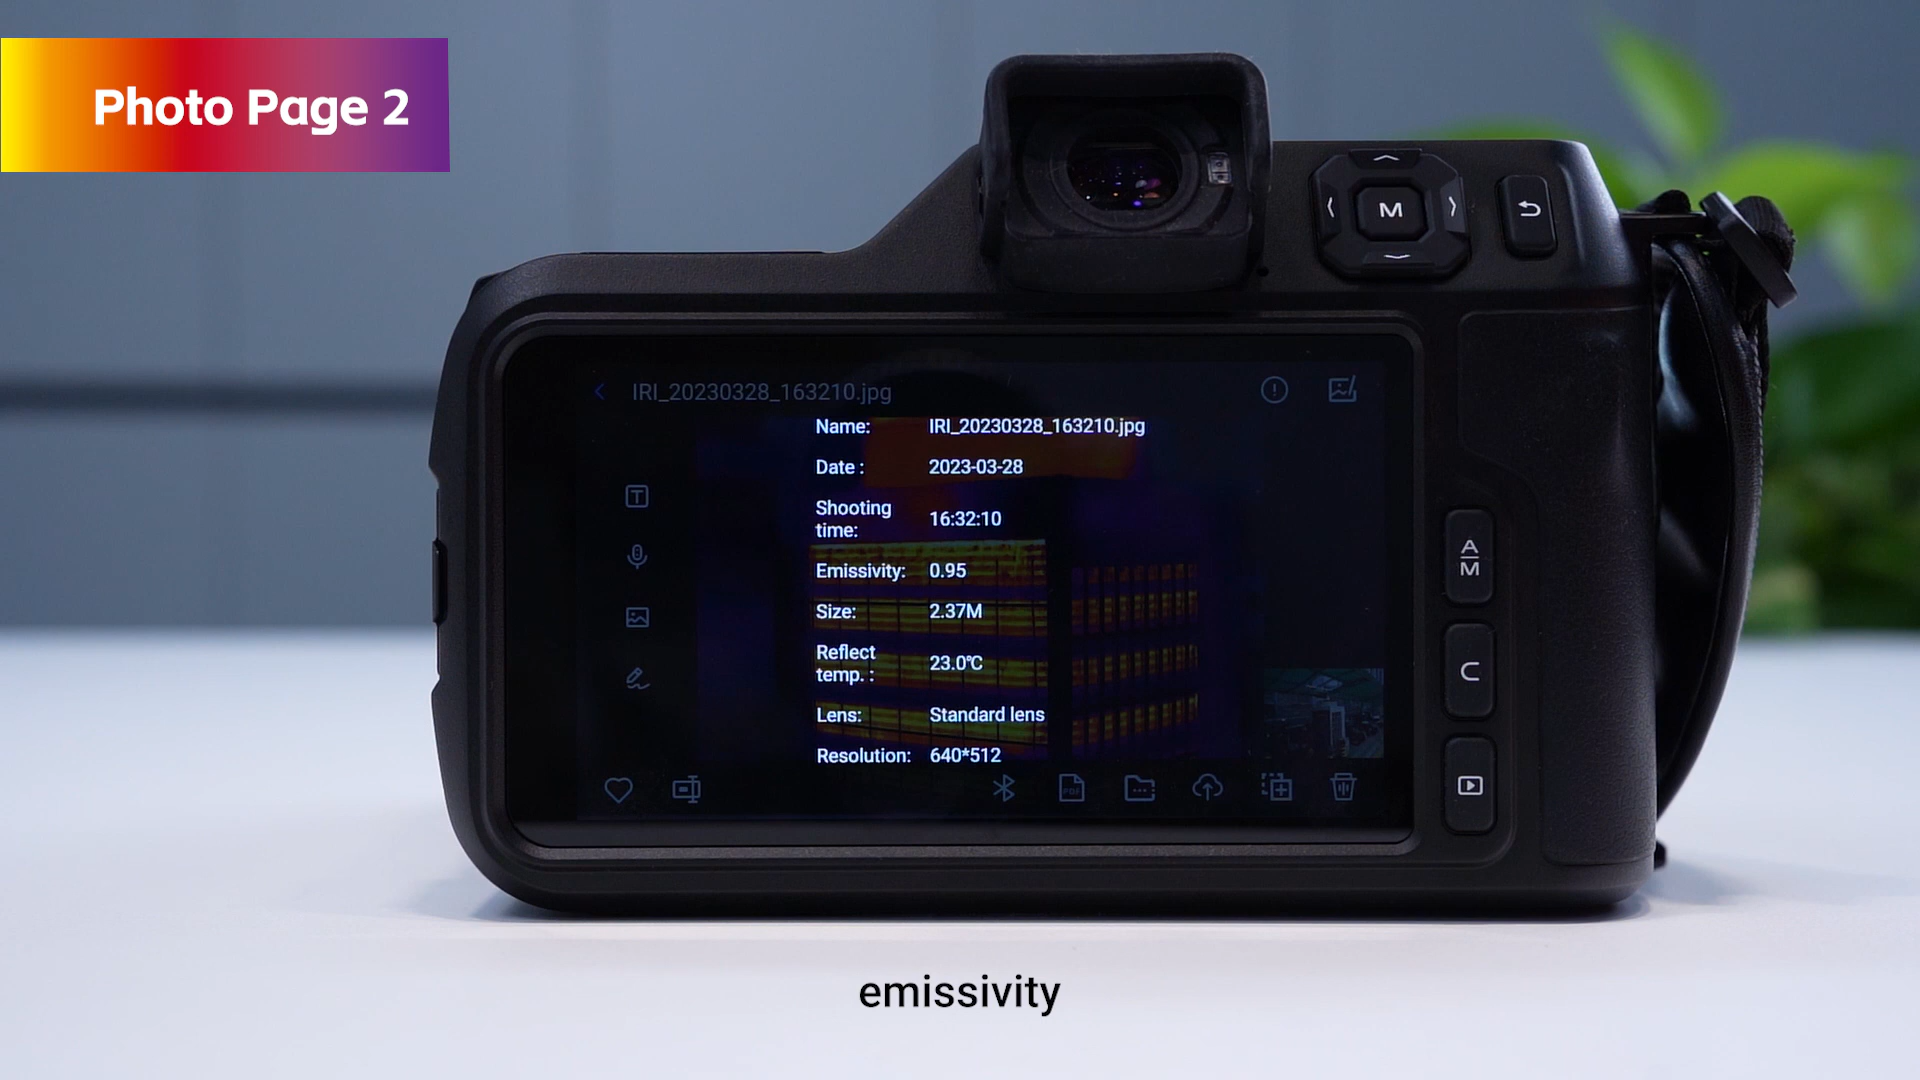 Photo Page 2
M
IRI_20230328_163210.jpg
Name: IRI_20230328_163210.jpg
Date : 2023-03-28
Shooting time: 16:32:10
Emissivity: 0.95
Size: 2.37M
Reflect temp. : 23.0℃
Lens: Standard lens
Resolution: 640*512
T
PDF
A
M
C
emissivity